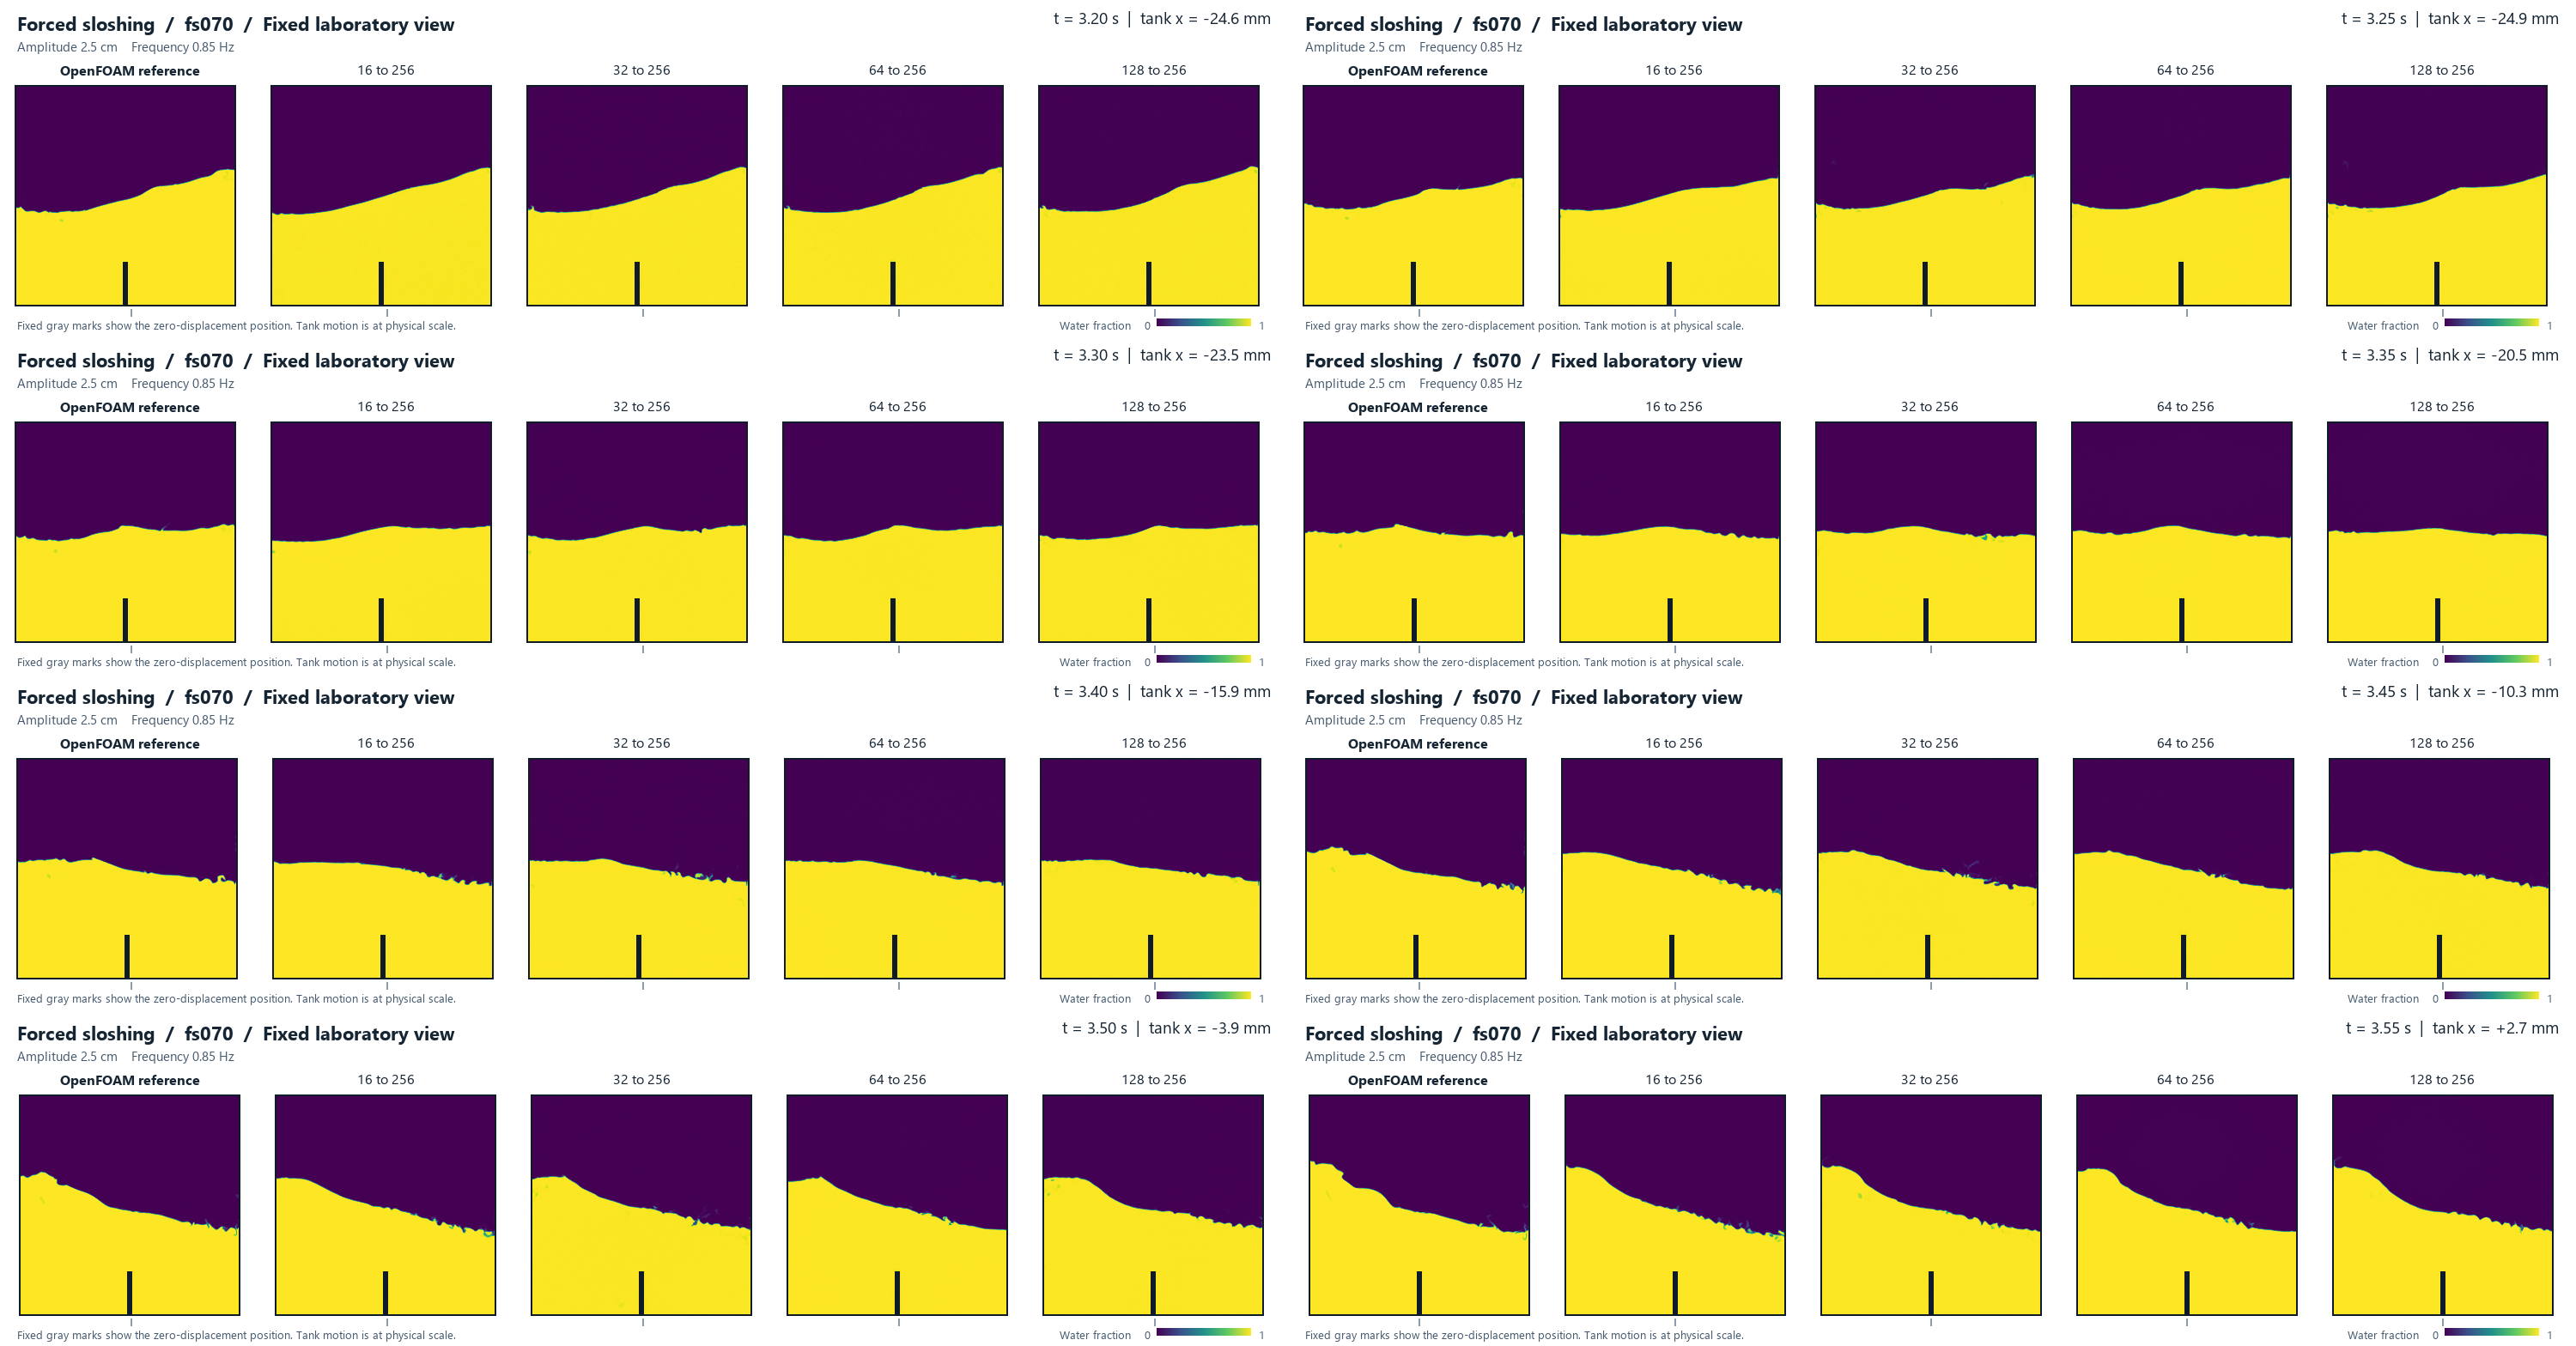 Forced sloshing / fs070 / Fixed laboratory view
t = 3.20 s | tank x = -24.6 mm
Amplitude 2.5 cm Frequency 0.85 Hz
OpenFOAM reference 16 to 256 32 to 256 64 to 256 128 to 256
Fixed gray marks show the zero-displacement position. Tank motion is at physical scale.
Water fraction 0 1
Forced sloshing / fs070 / Fixed laboratory view
t = 3.25 s | tank x = -24.9 mm
Amplitude 2.5 cm Frequency 0.85 Hz
OpenFOAM reference 16 to 256 32 to 256 64 to 256 128 to 256
Fixed gray marks show the zero-displacement position. Tank motion is at physical scale.
Water fraction 0 1
Forced sloshing / fs070 / Fixed laboratory view
t = 3.30 s | tank x = -23.5 mm
Amplitude 2.5 cm Frequency 0.85 Hz
OpenFOAM reference 16 to 256 32 to 256 64 to 256 128 to 256
Fixed gray marks show the zero-displacement position. Tank motion is at physical scale.
Water fraction 0 1
Forced sloshing / fs070 / Fixed laboratory view
t = 3.35 s | tank x = -20.5 mm
Amplitude 2.5 cm Frequency 0.85 Hz
OpenFOAM reference 16 to 256 32 to 256 64 to 256 128 to 256
Fixed gray marks show the zero-displacement position. Tank motion is at physical scale.
Water fraction 0 1
Forced sloshing / fs070 / Fixed laboratory view
t = 3.40 s | tank x = -15.9 mm
Amplitude 2.5 cm Frequency 0.85 Hz
OpenFOAM reference 16 to 256 32 to 256 64 to 256 128 to 256
Fixed gray marks show the zero-displacement position. Tank motion is at physical scale.
Water fraction 0 1
Forced sloshing / fs070 / Fixed laboratory view
t = 3.45 s | tank x = -10.3 mm
Amplitude 2.5 cm Frequency 0.85 Hz
OpenFOAM reference 16 to 256 32 to 256 64 to 256 128 to 256
Fixed gray marks show the zero-displacement position. Tank motion is at physical scale.
Water fraction 0 1
Forced sloshing / fs070 / Fixed laboratory view
t = 3.50 s | tank x = -3.9 mm
Amplitude 2.5 cm Frequency 0.85 Hz
OpenFOAM reference 16 to 256 32 to 256 64 to 256 128 to 256
Fixed gray marks show the zero-displacement position. Tank motion is at physical scale.
Water fraction 0 1
Forced sloshing / fs070 / Fixed laboratory view
t = 3.55 s | tank x = +2.7 mm
Amplitude 2.5 cm Frequency 0.85 Hz
OpenFOAM reference 16 to 256 32 to 256 64 to 256 128 to 256
Fixed gray marks show the zero-displacement position. Tank motion is at physical scale.
Water fraction 0 1